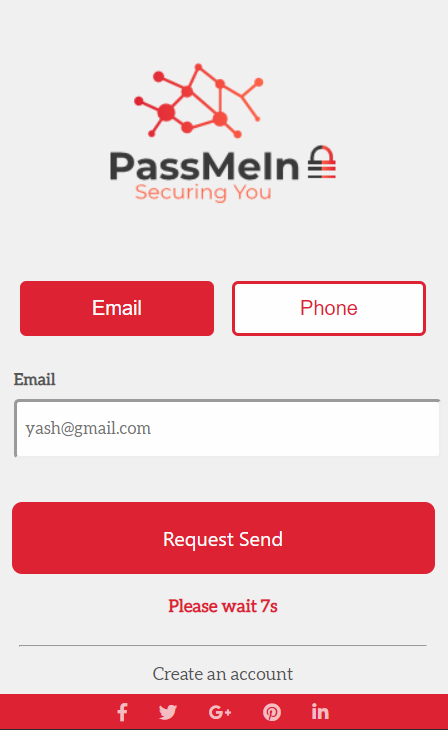 PassMeIn
Securing You
Email
Phone
Email
yash@gmail.com
Request Send
Please wait 7s
Create an account